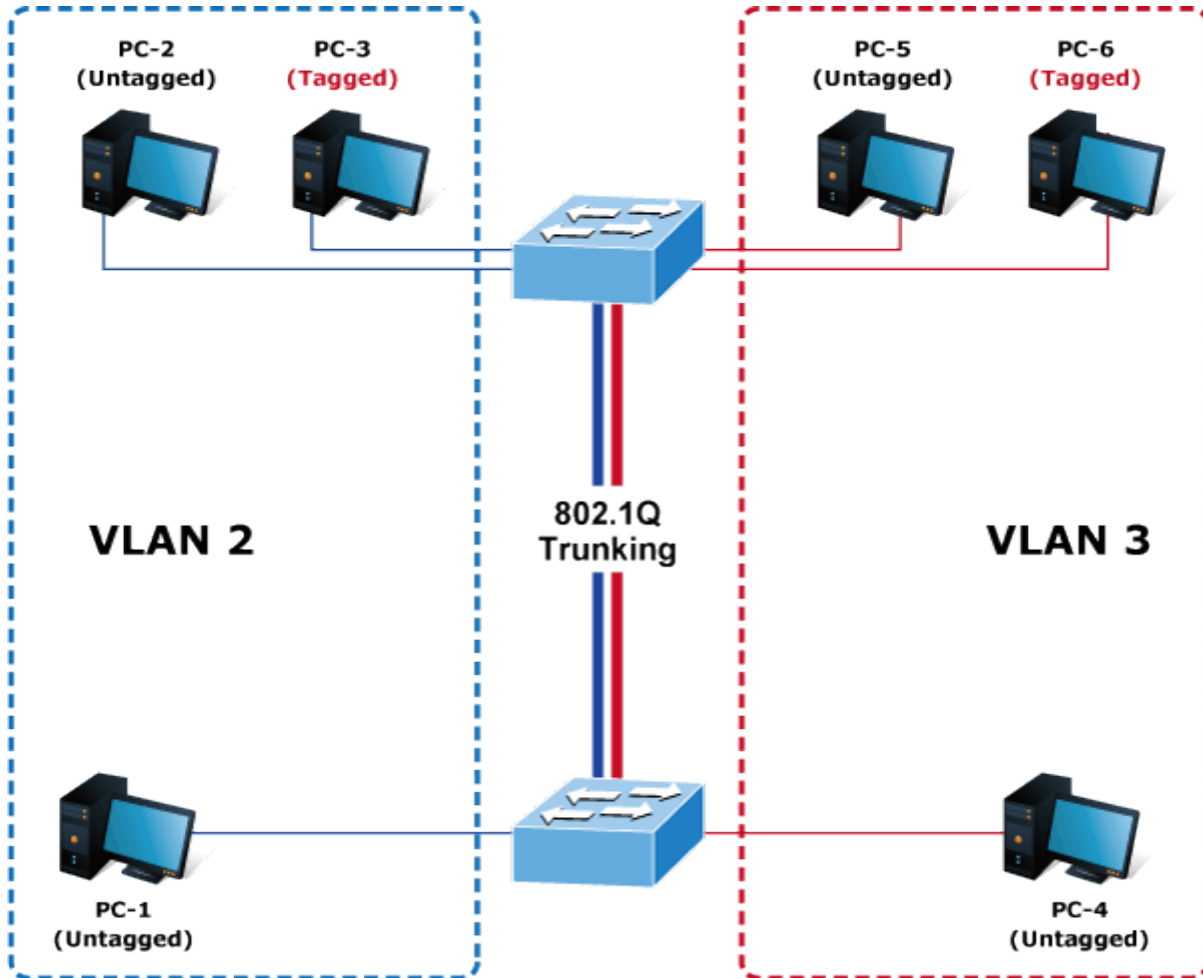 PC-2
(Untagged)
PC-3
(Tagged)
PC-5
(Untagged)
PC-6
(Tagged)
802.1Q
Trunking
VLAN 2
VLAN 3
PC-1
(Untagged)
PC-4
(Untagged)